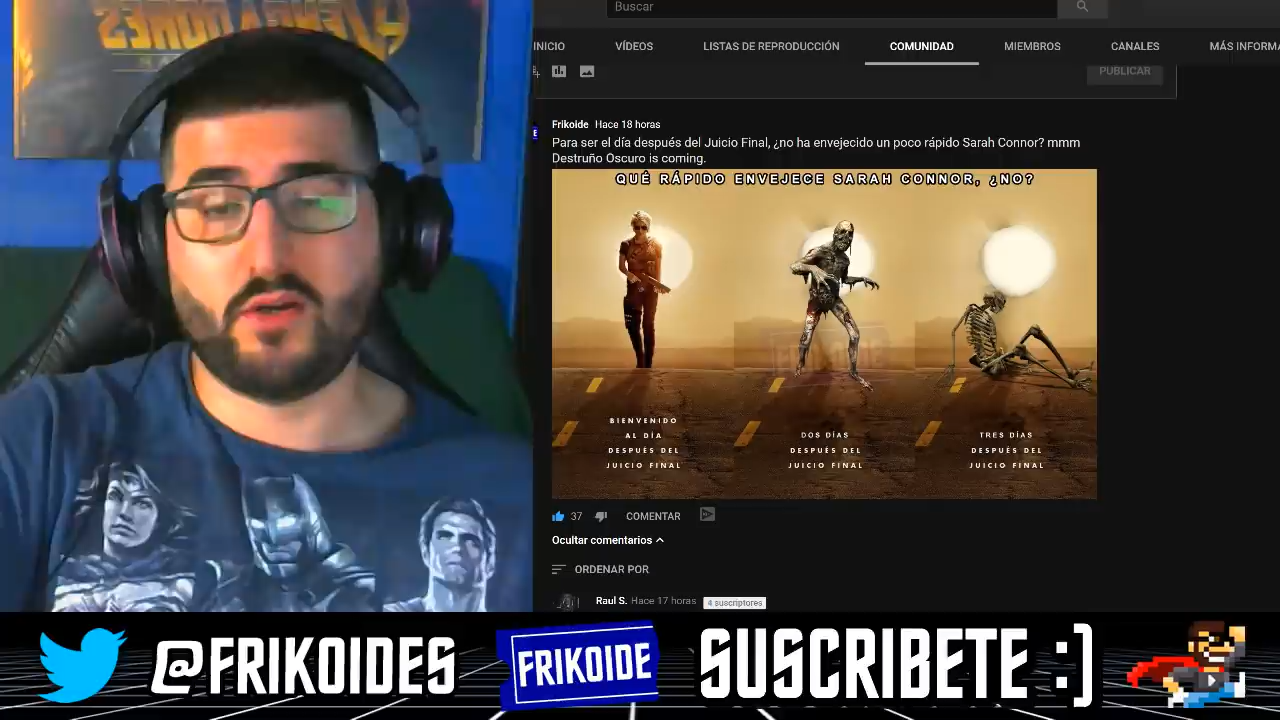 Buscar
INICIO
VÍDEOS
LISTAS DE REPRODUCCIÓN
COMUNIDAD
MIEMBROS
CANALES
MÁS INFORMA
PUBLICAR
Frikoide Hace 18 horas
Para ser el día después del Juicio Final, ¿no ha envejecido un poco rápido Sarah Connor? mmm
Destruño Oscuro is coming.
QUÉ RÁPIDO ENVEJECE SARAH CONNOR, ¿NO?
FRIKOIDE
BIENVENIDO
AL DÍA
DESPUÉS DEL
JUICIO FINAL
DOS DÍAS
DESPUÉS DEL
JUICIO FINAL
TRES DÍAS
DESPUÉS DEL
JUICIO FINAL
37 COMENTAR
Ocultar comentarios
ORDENAR POR
Raul S. Hace 17 horas 4 suscriptores
@FRIKOIDES
FRIKOIDE
SUSCRIBETE :]